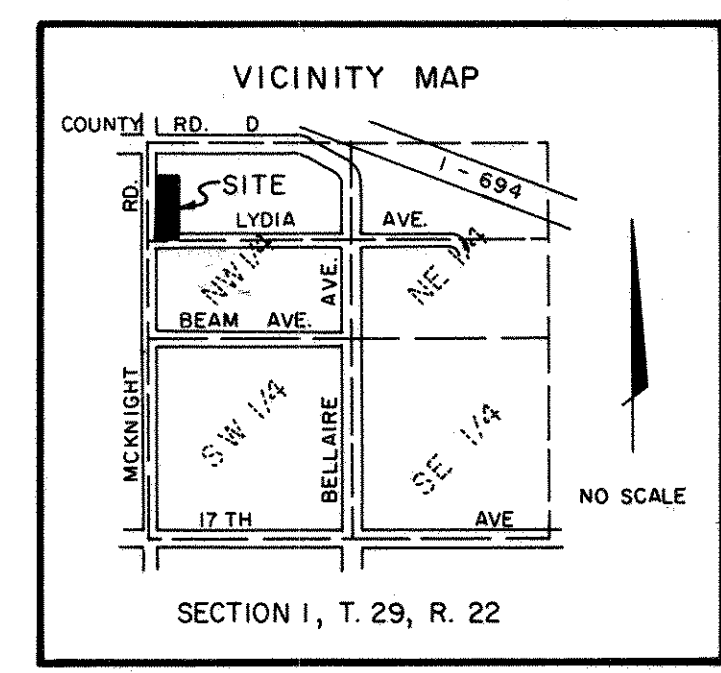 VICINITY MAP
COUNTY RD. D
I - 694
RD.
SITE
LYDIA AVE.
NW 1/4
NE 1/4
AVE.
BEAM AVE.
MCKNIGHT
SW 1/4
BELLAIRE
SE 1/4
NO SCALE
17 TH AVE
SECTION 1, T. 29, R. 22